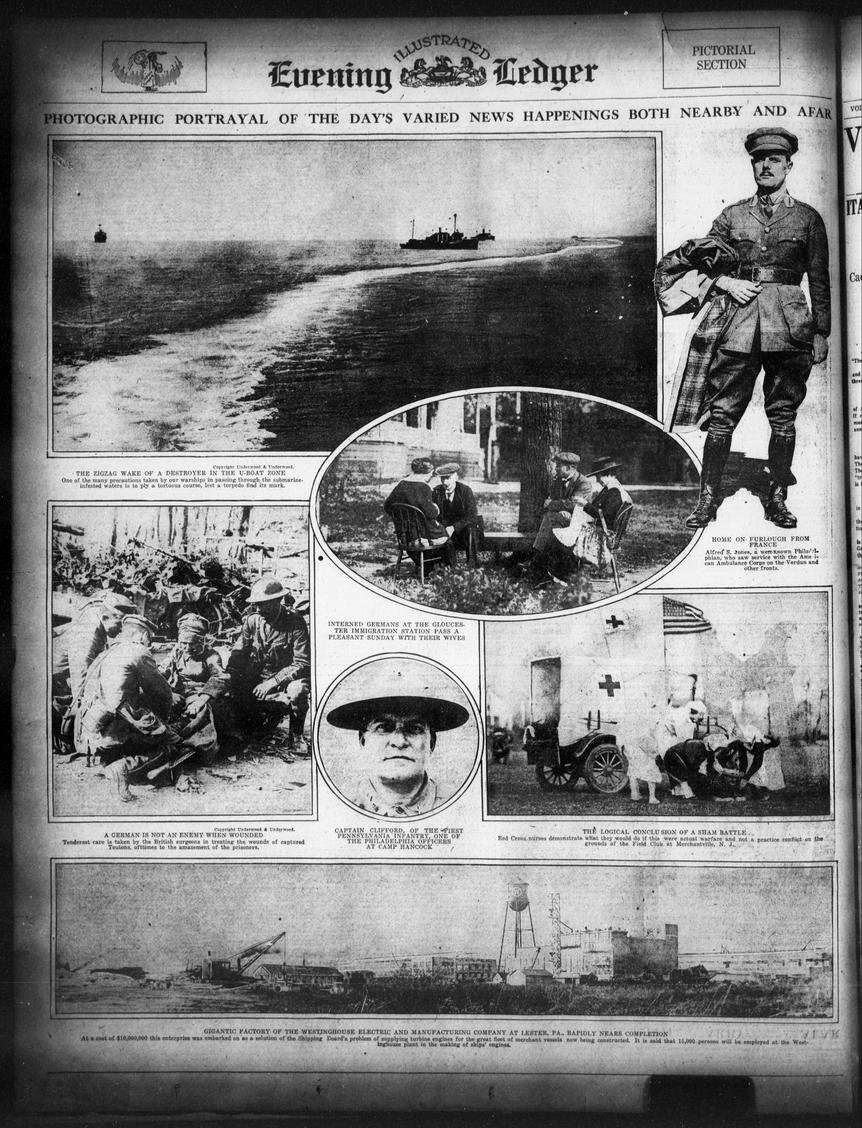 Evening ILLUSTRATED Ledger
PICTORIAL
SECTION
PHOTOGRAPHIC PORTRAYAL OF THE DAY'S VARIED NEWS HAPPENINGS BOTH NEARBY AND AFAR
Copyright Underwood & Underwood.
THE ZIGZAG WAKE OF A DESTROYER IN THE U-BOAT ZONE
One of the many precautions taken by our warships in passing through the submarine-
infested waters is to ply a tortuous course, lest a torpedo find its mark.
HOME ON FURLOUGH FROM
FRANCE
Alfred S. Jones, a well-known
phian, who saw service with the
can Ambulance Corps on the Verdun and
other fronts.
INTERNED GERMANS AT THE GLOUCES-
TER IMMIGRATION STATION PASS A
PLEASANT SUNDAY WITH THEIR WIVES
Copyright Underwood & Underwood.
A GERMAN IS NOT AN ENEMY WHEN WOUNDED
Tenderest care is taken by the British surgeons in treating the wounds of captured
Teutons, ofttimes to the amazement of the prisoners.
CAPTAIN CLIFFORD, OF THE FIRST
PENNSYLVANIA INFANTRY, ONE OF
THE PHILADELPHIA OFFICERS
AT CAMP HANCOCK
THE LOGICAL CONCLUSION OF A SHAM BATTLE
Red Cross nurses demonstrate what they would do if this were actual warfare and not a practice conflict on the
grounds of the Field Club at Merchantville, N. J.
GIGANTIC FACTORY OF THE WESTINGHOUSE ELECTRIC AND MANUFACTURING COMPANY AT LESTER, PA., RAPIDLY NEARS COMPLETION
At a cost of $10,000,000 this enterprise was embarked on as a solution of the Shipping Board's problem of supplying turbine engines for the great fleet of merchant vessels now being constructed. It is said that 15,000 persons will be employed at the West-
inghouse plant in the making of ships' engines.